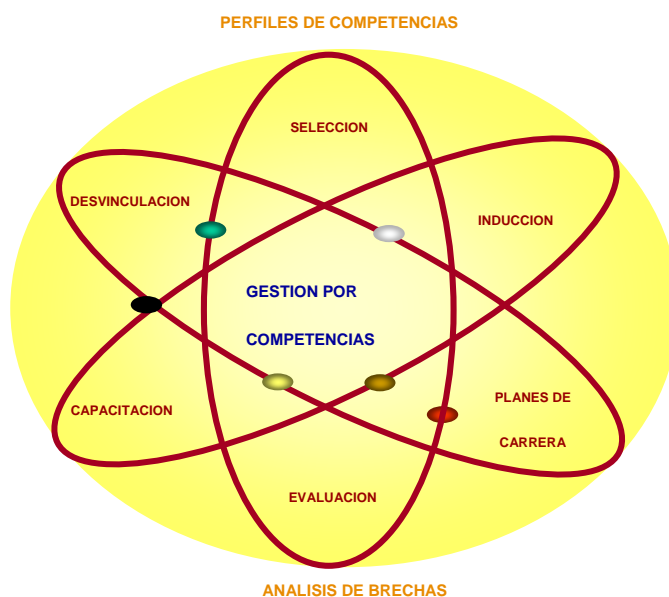 PERFILES DE COMPETENCIAS
SELECCION
DESVINCULACION
INDUCCION
GESTION POR
COMPETENCIAS
CAPACITACION
PLANES DE
CARRERA
EVALUACION
ANALISIS DE BRECHAS